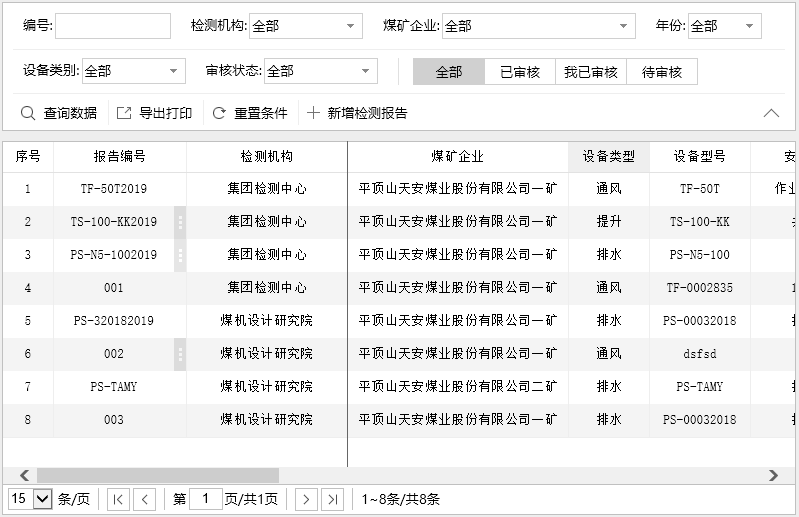 编号: 检测机构: 全部 煤矿企业: 全部 年份: 全部
设备类别: 全部 审核状态: 全部 全部 已审核 我已审核 待审核
查询数据 导出打印 重置条件 新增检测报告
序号 报告编号 检测机构 煤矿企业 设备类型 设备型号 安
1 TF-50T2019 集团检测中心 平顶山天安煤业股份有限公司一矿 通风 TF-50T 作业
2 TS-100-KK2019 集团检测中心 平顶山天安煤业股份有限公司一矿 提升 TS-100-KK
3 PS-N5-1002019 集团检测中心 平顶山天安煤业股份有限公司一矿 排水 PS-N5-100
4 001 集团检测中心 平顶山天安煤业股份有限公司一矿 通风 TF-0002835
5 PS-320182019 煤机设计研究院 平顶山天安煤业股份有限公司一矿 排水 PS-00032018
6 002 煤机设计研究院 平顶山天安煤业股份有限公司一矿 通风 dsfsd
7 PS-TAMY 煤机设计研究院 平顶山天安煤业股份有限公司二矿 排水 PS-TAMY
8 003 煤机设计研究院 平顶山天安煤业股份有限公司一矿 排水 PS-00032018
15 条/页 第 1 页/共1页 1~8条/共8条